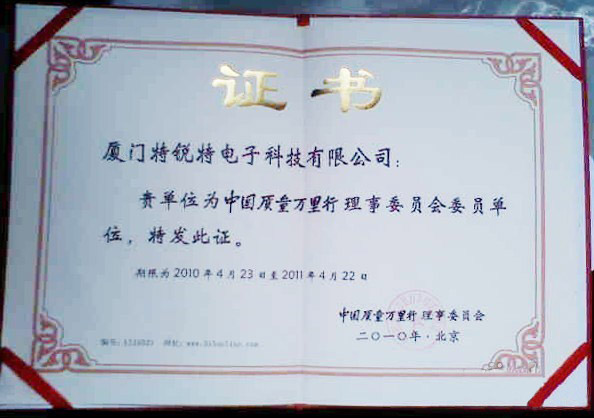 证书
厦门特锐特电子科技有限公司：
贵单位为中国质量万里行理事委员会委员单
位，特发此证。
期限为2010年4月23日至2011年4月22日
中国质量万里行理事委员会
二〇一〇年·北京
编号： 网址：